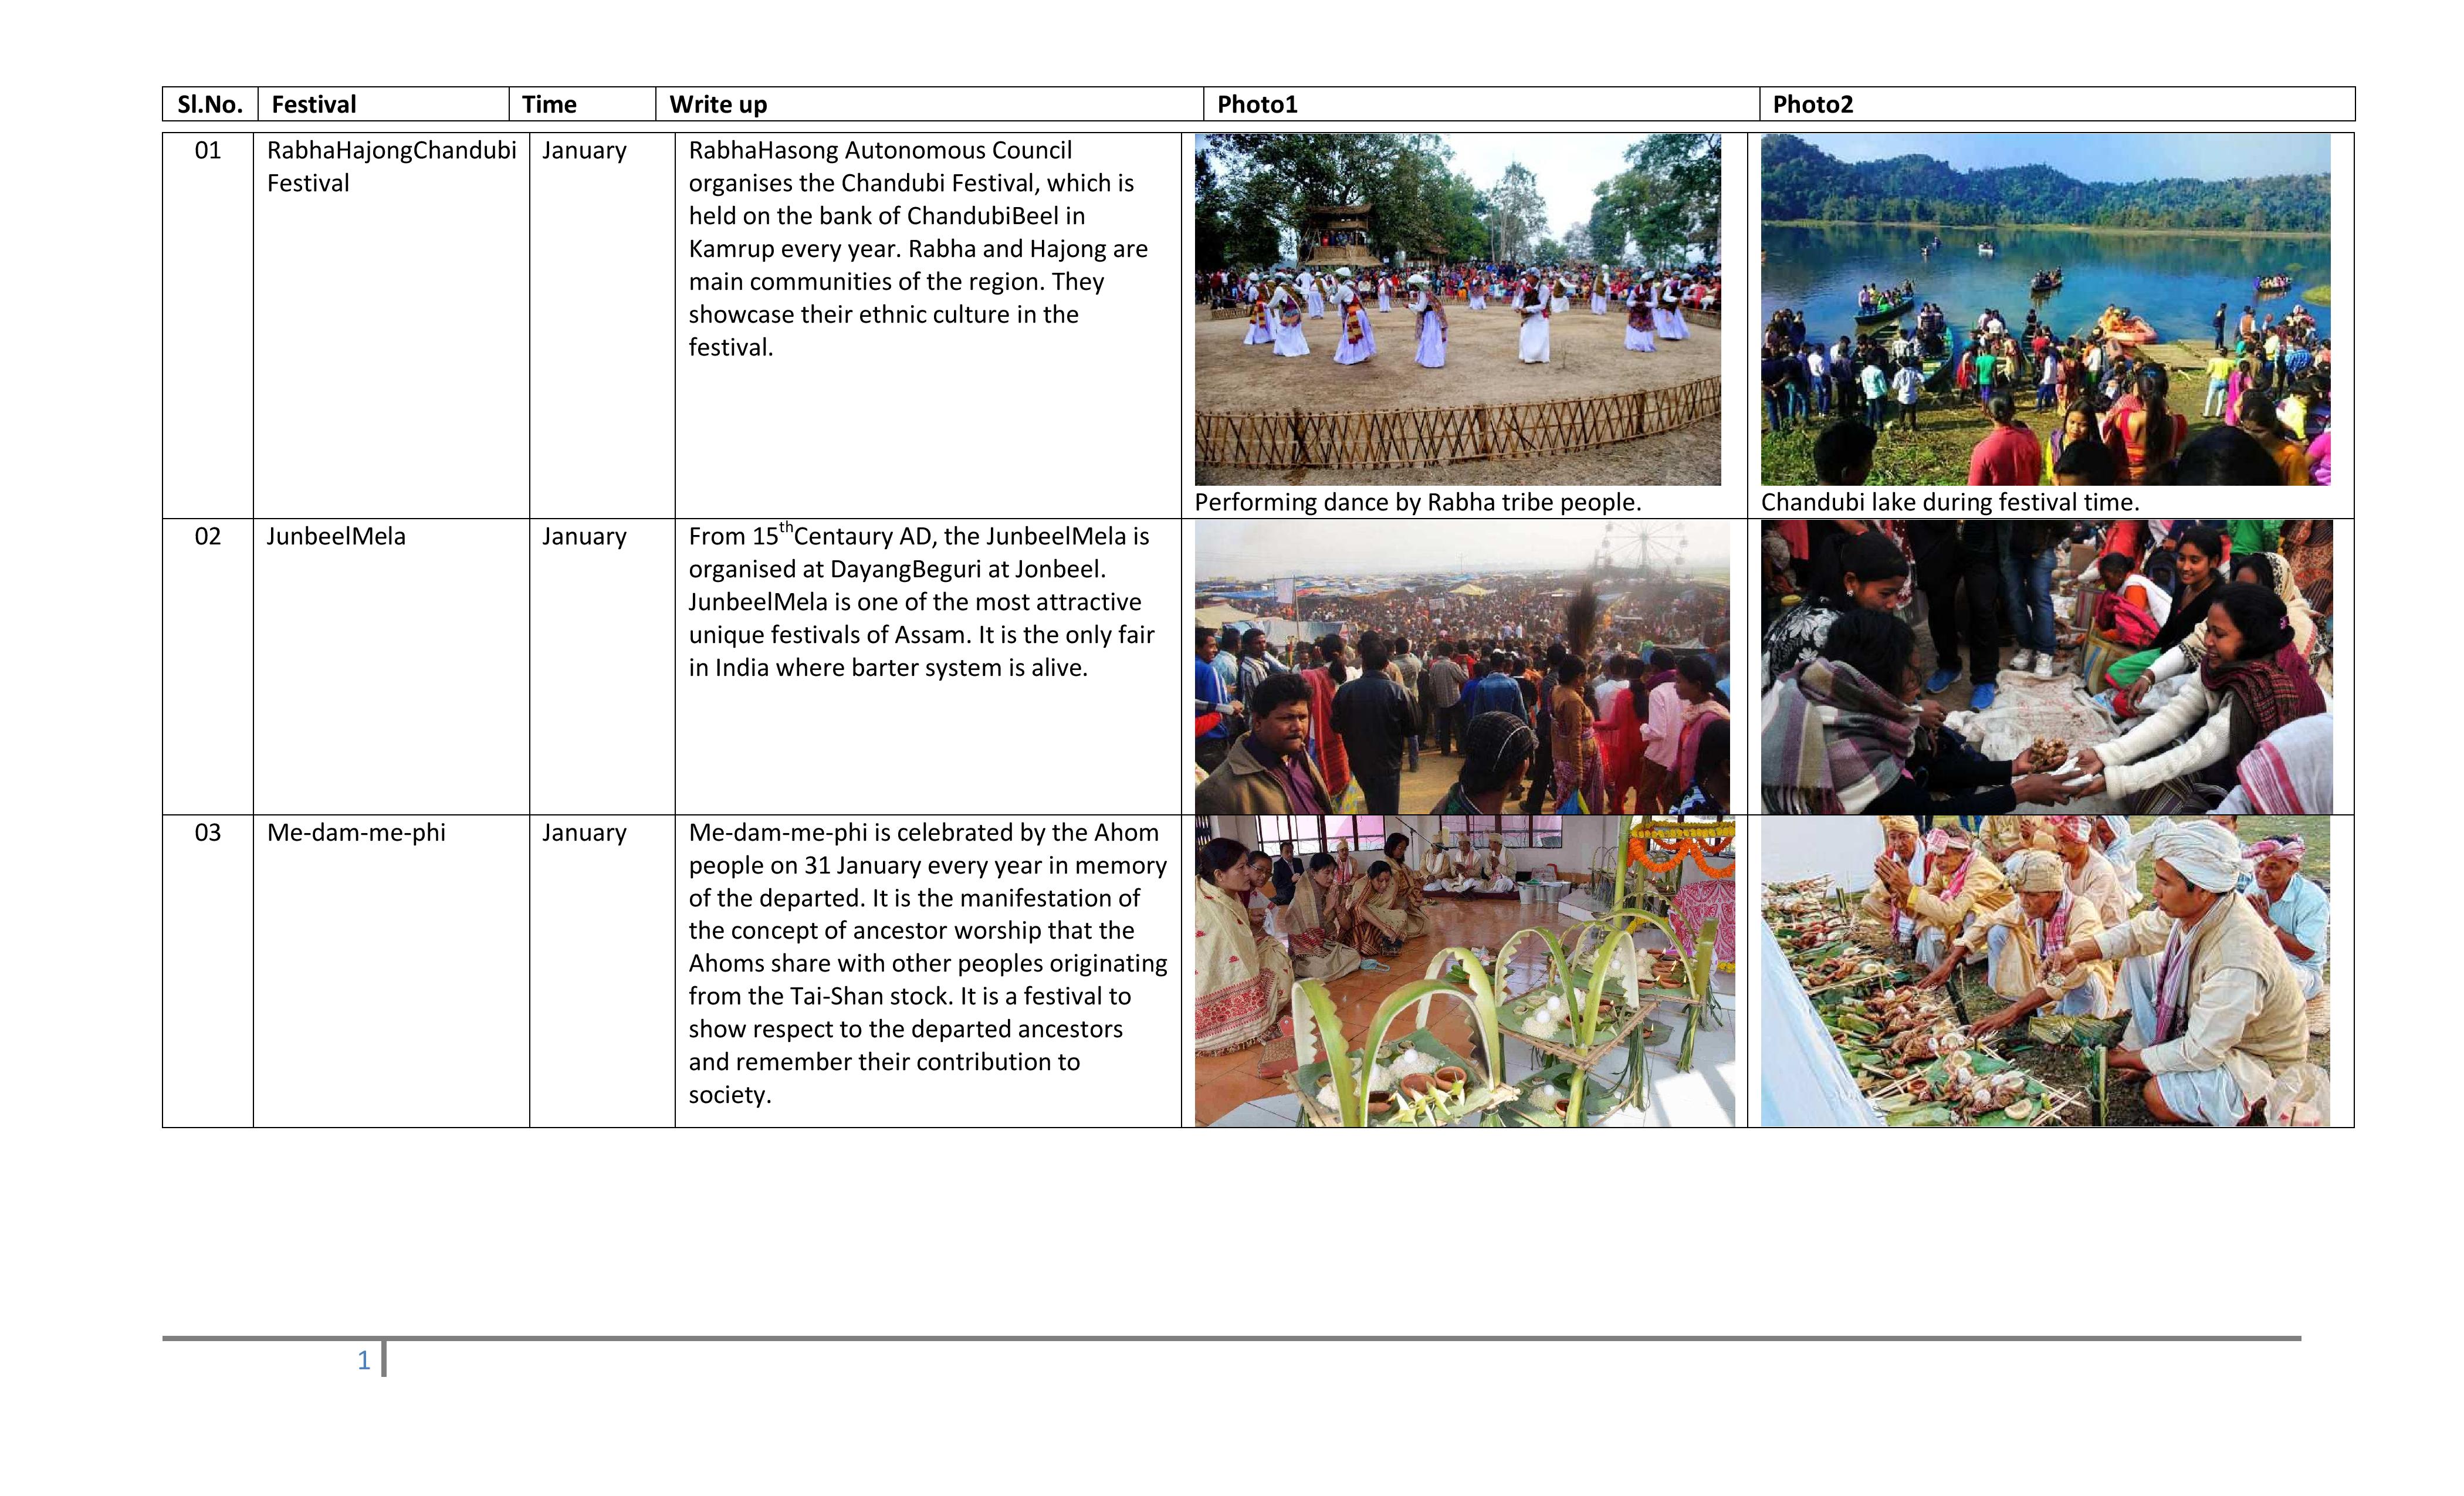 Sl.No. Festival Time Write up Photo1 Photo2
01 RabhaHajongChandubi January RabhaHasong Autonomous Council
Festival organises the Chandubi Festival, which is
held on the bank of ChandubiBeel in
Kamrup every year. Rabha and Hajong are
main communities of the region. They
showcase their ethnic culture in the
festival.
Performing dance by Rabha tribe people. Chandubi lake during festival time.
02 JunbeelMela January From 15thCentaury AD, the JunbeelMela is
organised at DayangBeguri at Jonbeel.
JunbeelMela is one of the most attractive
unique festivals of Assam. It is the only fair
in India where barter system is alive.
03 Me-dam-me-phi January Me-dam-me-phi is celebrated by the Ahom
people on 31 January every year in memory
of the departed. It is the manifestation of
the concept of ancestor worship that the
Ahoms share with other peoples originating
from the Tai-Shan stock. It is a festival to
show respect to the departed ancestors
and remember their contribution to
society.
1